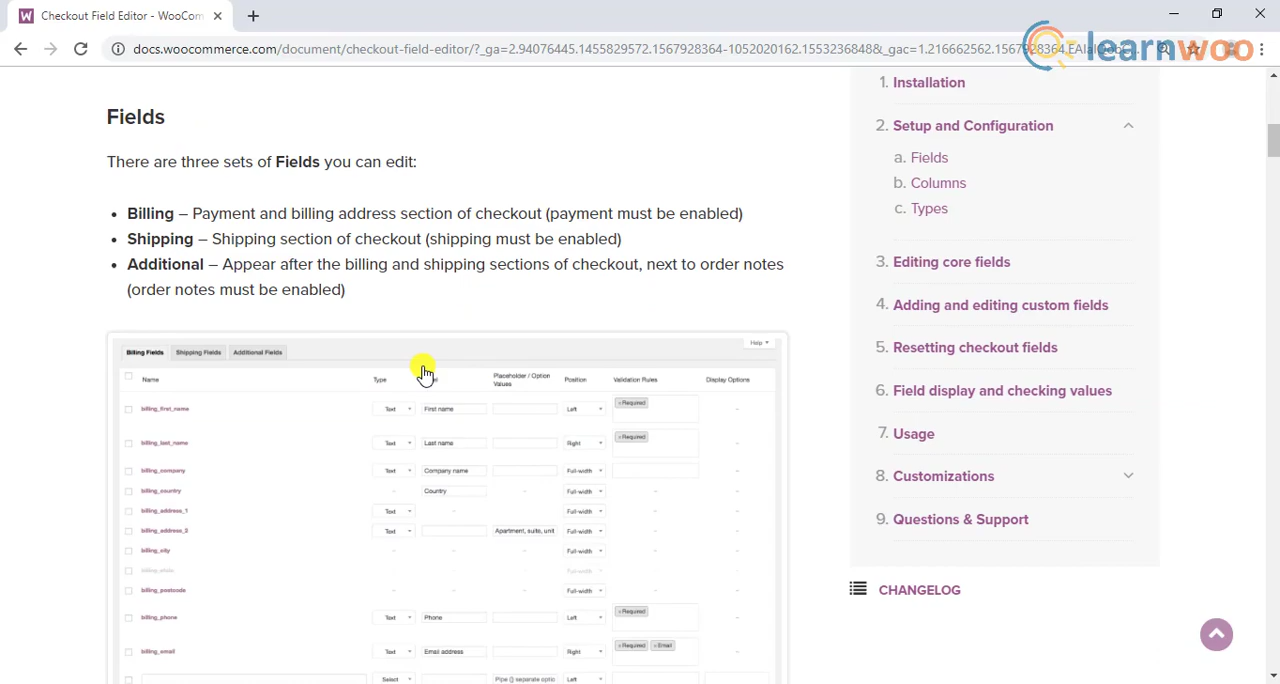 Checkout Field Editor - WooCom
docs.woocommerce.com/document/checkout-field-editor/?_ga=2.94076445.1455829572.1567928364-1052020162.1553236848&_gac=1.216662562.1567928364.EAIaIQob
learnwoo
Fields
There are three sets of Fields you can edit:
• Billing – Payment and billing address section of checkout (payment must be enabled)
• Shipping – Shipping section of checkout (shipping must be enabled)
• Additional – Appear after the billing and shipping sections of checkout, next to order notes
(order notes must be enabled)
Help
Billing Fields Shipping Fields Additional Fields
Name Type Placeholder / Option Values Position Validation Rules Display Options
billing_first_name Text First name Left × Required
billing_last_name Text Last name Right × Required
billing_company Text Company name Full-width
billing_country Country Full-width
billing_address_1 Text Full-width
billing_address_2 Text Apartment, suite, unit Full-width
billing_city Full-width
billing_state Full-width
billing_postcode Full-width
billing_phone Text Phone Left × Required
billing_email Text Email address Right × Required × Email
Select Pipe (|) separate optio Left
1. Installation
2. Setup and Configuration
a. Fields
b. Columns
c. Types
3. Editing core fields
4. Adding and editing custom fields
5. Resetting checkout fields
6. Field display and checking values
7. Usage
8. Customizations
9. Questions & Support
CHANGELOG